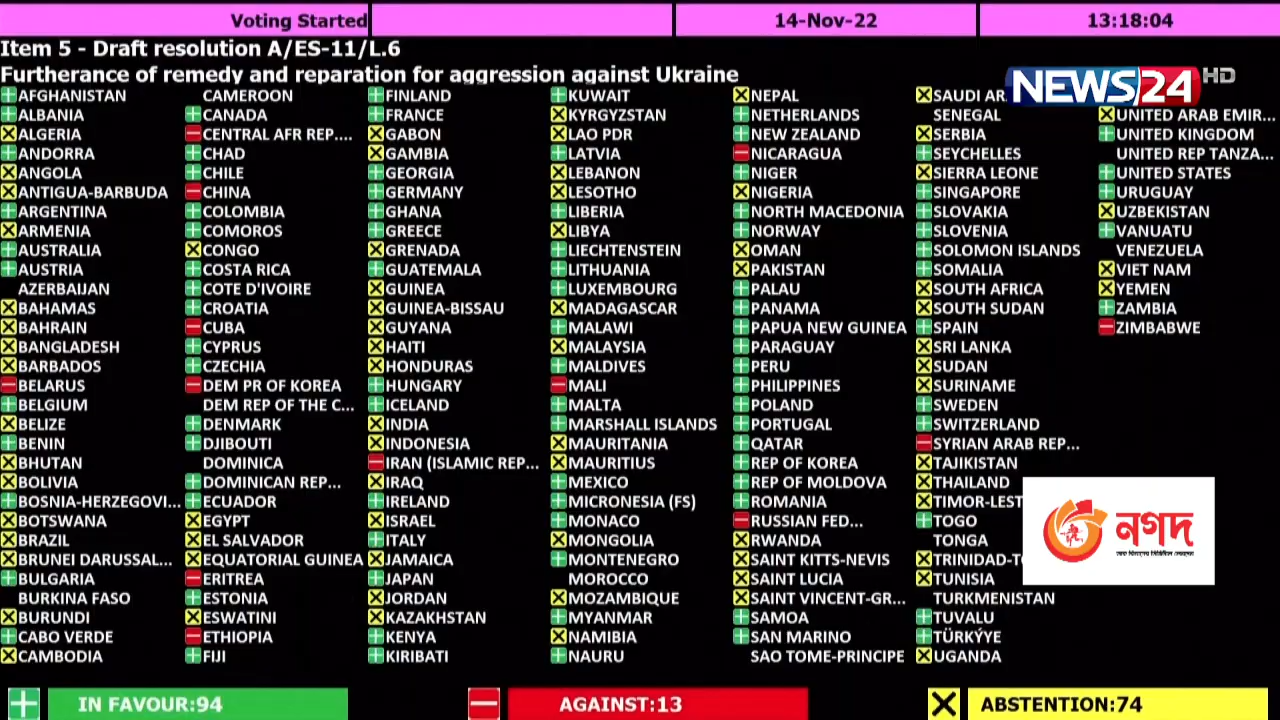 Voting Started 14-Nov-22 13:18:04
Item 5 - Draft resolution A/ES-11/L.6
Furtherance of remedy and reparation for aggression against Ukraine
NEWS24 HD
AFGHANISTAN
ALBANIA
ALGERIA
ANDORRA
ANGOLA
ANTIGUA-BARBUDA
ARGENTINA
ARMENIA
AUSTRALIA
AUSTRIA
AZERBAIJAN
BAHAMAS
BAHRAIN
BANGLADESH
BARBADOS
BELARUS
BELGIUM
BELIZE
BENIN
BHUTAN
BOLIVIA
BOSNIA-HERZEGOVI...
BOTSWANA
BRAZIL
BRUNEI DARUSSAL...
BULGARIA
BURKINA FASO
BURUNDI
CABO VERDE
CAMBODIA
CAMEROON
CANADA
CENTRAL AFR REP....
CHAD
CHILE
CHINA
COLOMBIA
COMOROS
CONGO
COSTA RICA
COTE D'IVOIRE
CROATIA
CUBA
CYPRUS
CZECHIA
DEM PR OF KOREA
DEM REP OF THE C...
DENMARK
DJIBOUTI
DOMINICA
DOMINICAN REP...
ECUADOR
EGYPT
EL SALVADOR
EQUATORIAL GUINEA
ERITREA
ESTONIA
ESWATINI
ETHIOPIA
FIJI
FINLAND
FRANCE
GABON
GAMBIA
GEORGIA
GERMANY
GHANA
GREECE
GRENADA
GUATEMALA
GUINEA
GUINEA-BISSAU
GUYANA
HAITI
HONDURAS
HUNGARY
ICELAND
INDIA
INDONESIA
IRAN (ISLAMIC REP...
IRAQ
IRELAND
ISRAEL
ITALY
JAMAICA
JAPAN
JORDAN
KAZAKHSTAN
KENYA
KIRIBATI
KUWAIT
KYRGYZSTAN
LAO PDR
LATVIA
LEBANON
LESOTHO
LIBERIA
LIBYA
LIECHTENSTEIN
LITHUANIA
LUXEMBOURG
MADAGASCAR
MALAWI
MALAYSIA
MALDIVES
MALI
MALTA
MARSHALL ISLANDS
MAURITANIA
MAURITIUS
MEXICO
MICRONESIA (FS)
MONACO
MONGOLIA
MONTENEGRO
MOROCCO
MOZAMBIQUE
MYANMAR
NAMIBIA
NAURU
NEPAL
NETHERLANDS
NEW ZEALAND
NICARAGUA
NIGER
NIGERIA
NORTH MACEDONIA
NORWAY
OMAN
PAKISTAN
PALAU
PANAMA
PAPUA NEW GUINEA
PARAGUAY
PERU
PHILIPPINES
POLAND
PORTUGAL
QATAR
REP OF KOREA
REP OF MOLDOVA
ROMANIA
RUSSIAN FED...
RWANDA
SAINT KITTS-NEVIS
SAINT LUCIA
SAINT VINCENT-GR...
SAMOA
SAN MARINO
SAO TOME-PRINCIPE
SAUDI AR
SENEGAL
SERBIA
SEYCHELLES
SIERRA LEONE
SINGAPORE
SLOVAKIA
SLOVENIA
SOLOMON ISLANDS
SOMALIA
SOUTH AFRICA
SOUTH SUDAN
SPAIN
SRI LANKA
SUDAN
SURINAME
SWEDEN
SWITZERLAND
SYRIAN ARAB REP...
TAJIKISTAN
THAILAND
TIMOR-LEST
TOGO
TONGA
TRINIDAD-T
TUNISIA
TURKMENISTAN
TUVALU
TÜRKÝYE
UGANDA
UNITED ARAB EMIR...
UNITED KINGDOM
UNITED REP TANZA...
UNITED STATES
URUGUAY
UZBEKISTAN
VANUATU
VENEZUELA
VIET NAM
YEMEN
ZAMBIA
ZIMBABWE
নগদ
IN FAVOUR:94 AGAINST:13 ABSTENTION:74